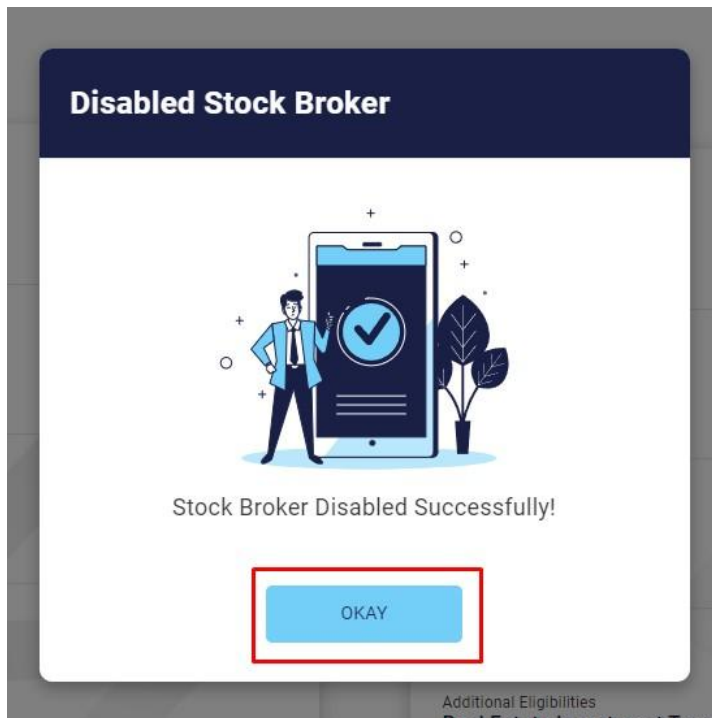 Disabled Stock Broker
Stock Broker Disabled Successfully!
OKAY
Additional Eligibilities